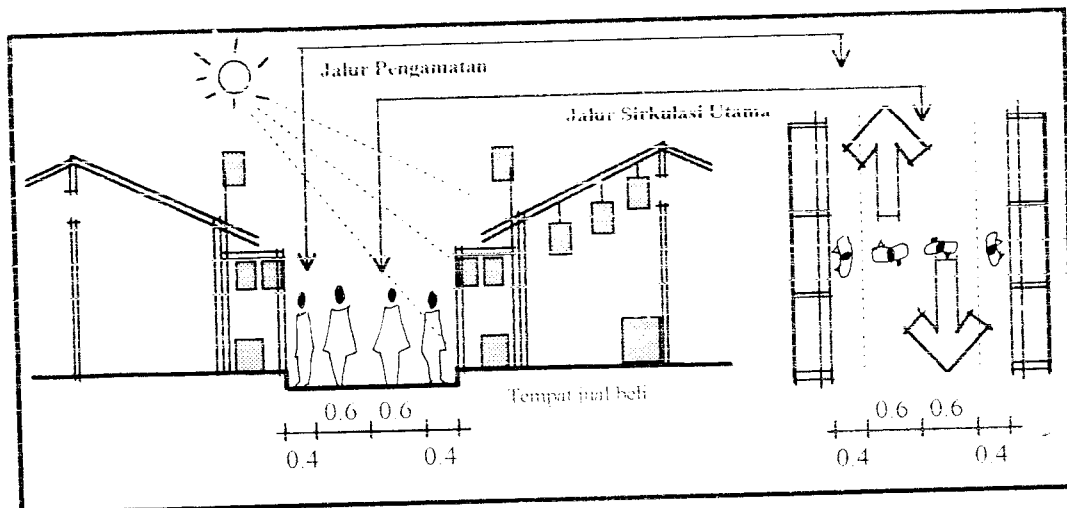 Jalur Pengamatan
Jalur Sirkulasi Utama
Tempat jual beli
0.6 0.6
0.4 0.4
0.6 0.6
0.4 0.4